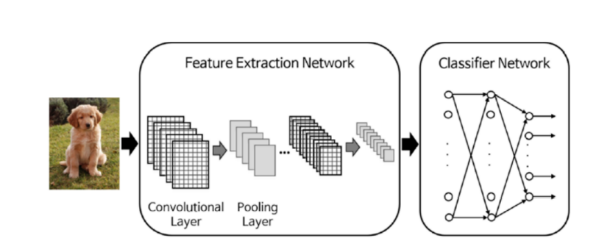 Feature Extraction Network
Classifier Network
...
Convolutional
Layer
Pooling
Layer